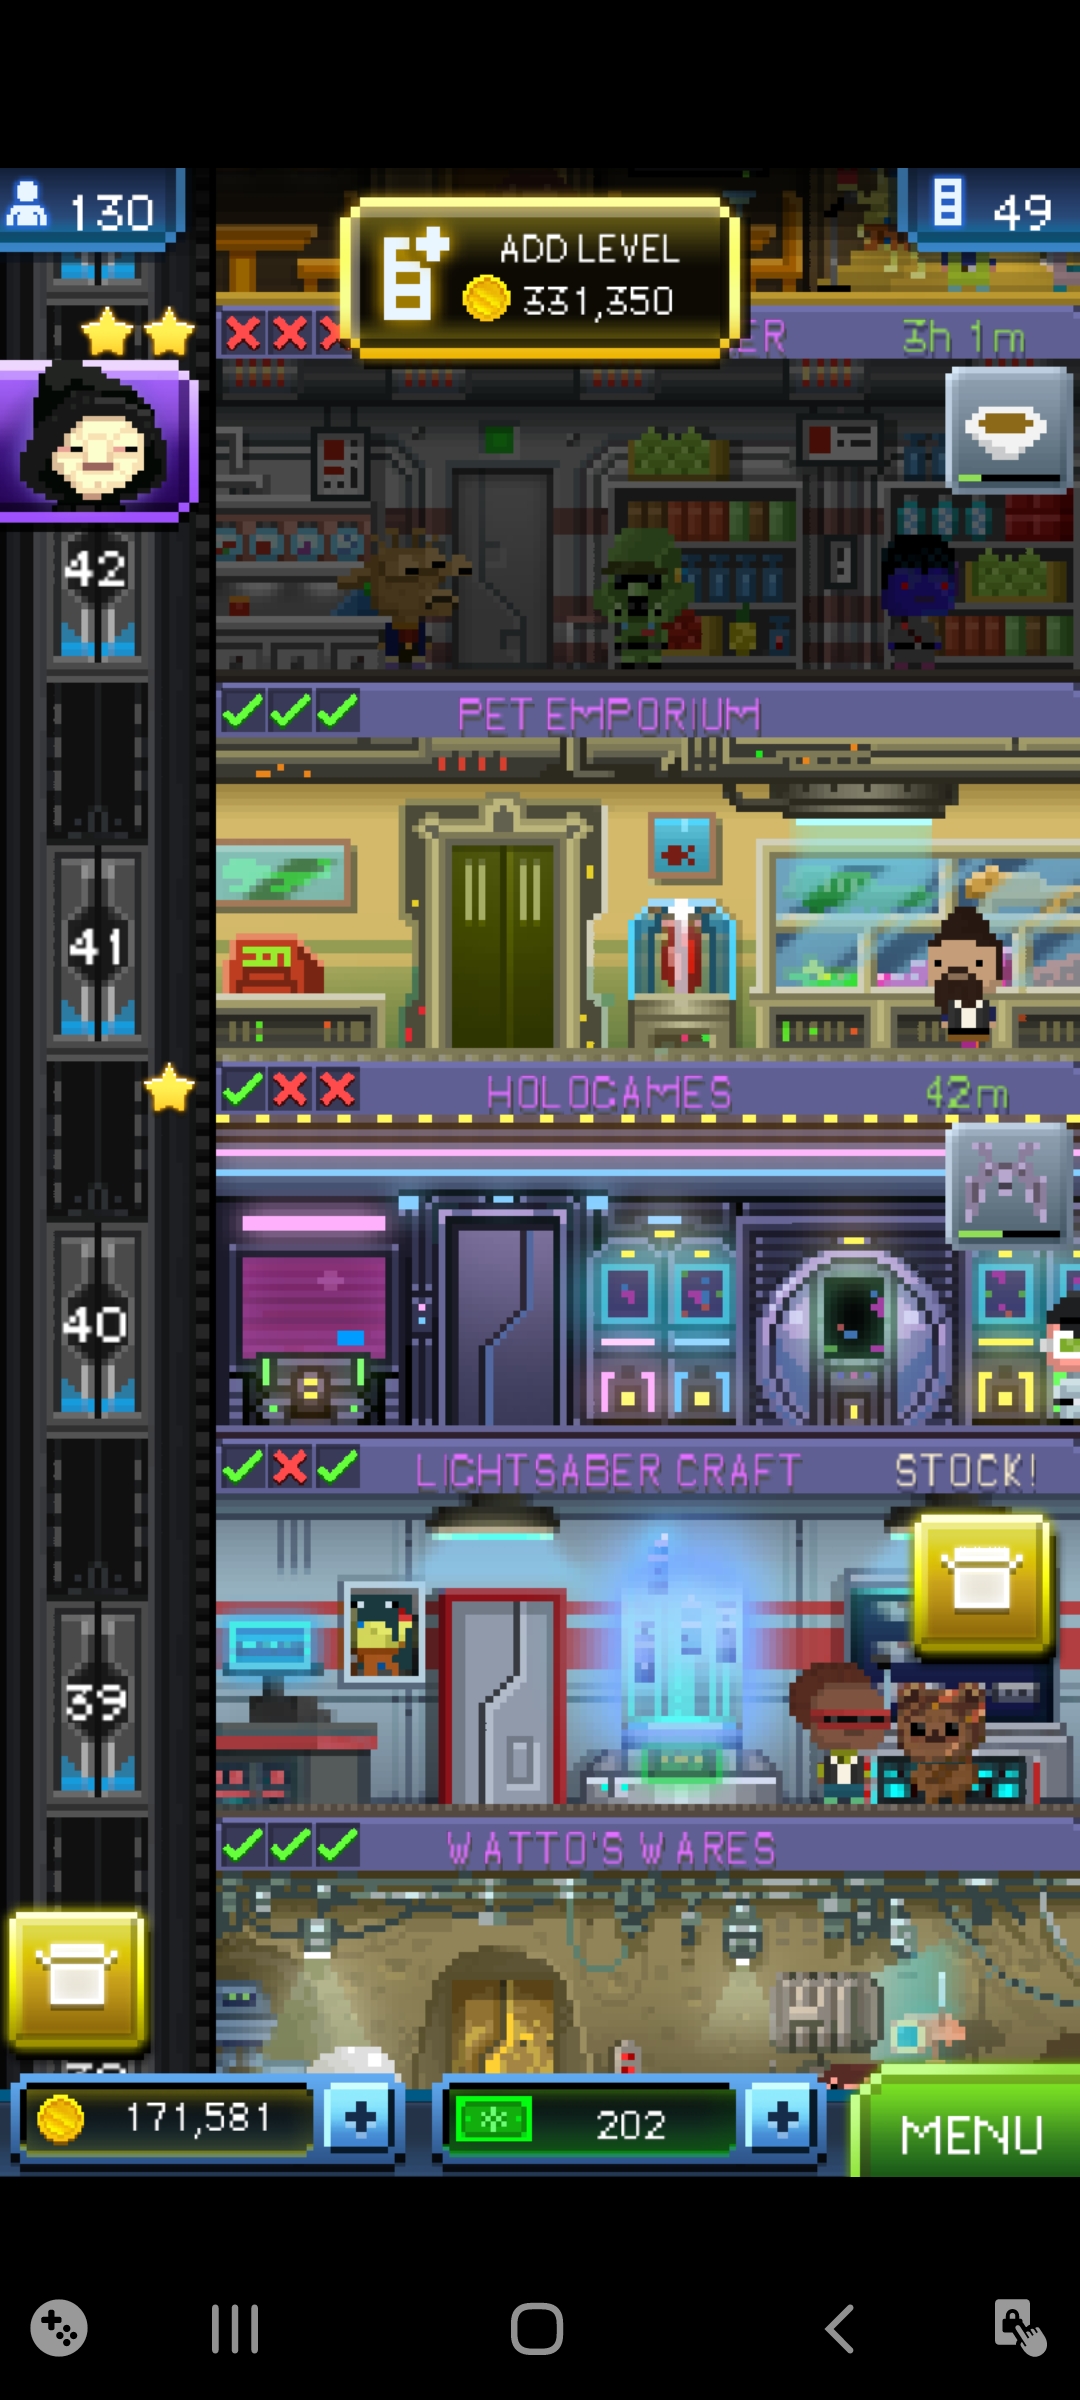 130
ADD LEVEL
331,350
49
3h 1m
42
PET EMPORIUM
41
HOLOGAMES
42m
40
LIGHTSABER CRAFT
STOCK!
39
WATTO'S WARES
171,581
202
MENU